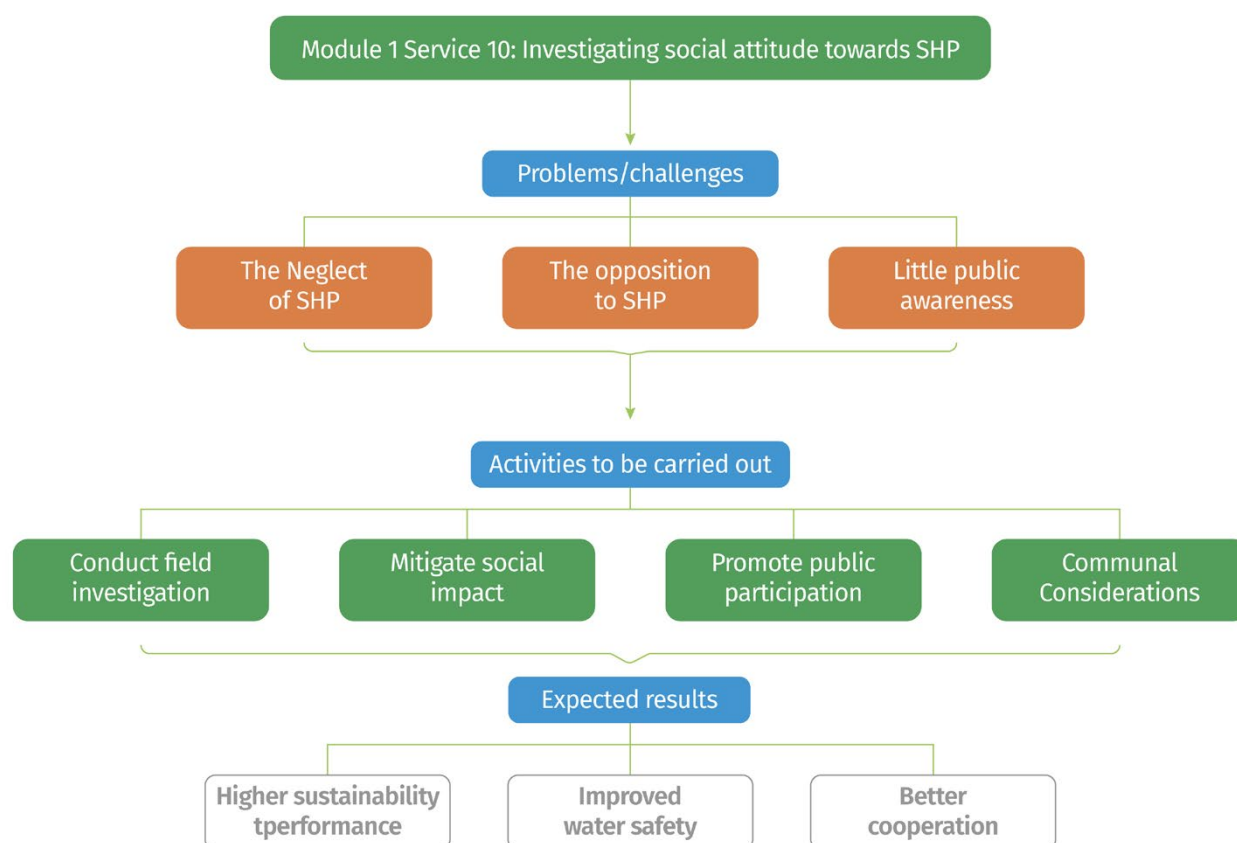 Module 1 Service 10: Investigating social attitude towards SHP
Problems/challenges
The Neglect
of SHP
The opposition
to SHP
Little public
awareness
Activities to be carried out
Conduct field
investigation
Mitigate social
impact
Promote public
participation
Communal
Considerations
Expected results
Higher sustainability
tperformance
Improved
water safety
Better
cooperation